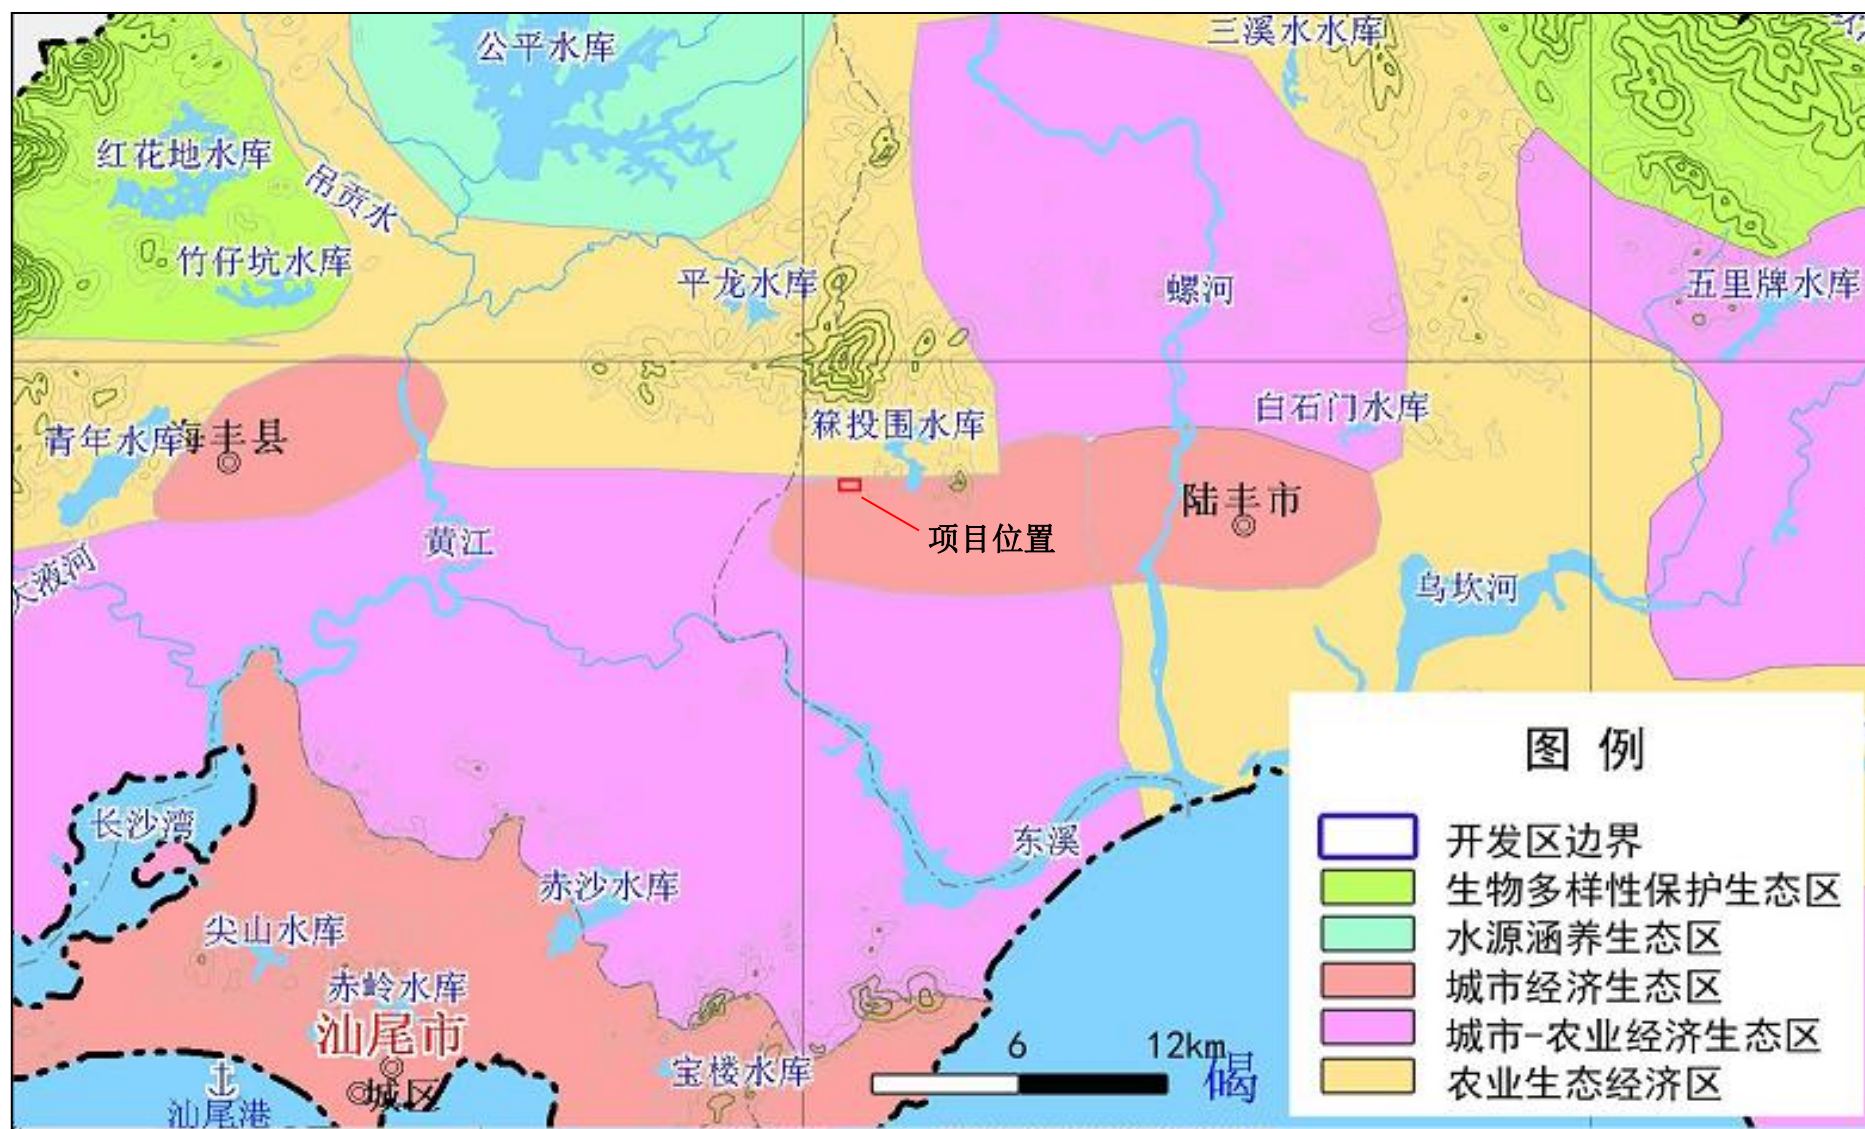 公平水库
三溪水水库
红花地水库
吊贡水
竹仔坑水库
平龙水库
螺河
五里牌水库
箖投围水库
白石门水库
青年水库
海丰县
陆丰市
项目位置
黄江
大液河
乌坎河
图 例
长沙湾
东溪
开发区边界
赤沙水库
生物多样性保护生态区
尖山水库
水源涵养生态区
赤岭水库
城市经济生态区
汕尾市
城市-农业经济生态区
6
12km
宝楼水库
农业生态经济区
城区
汕尾港